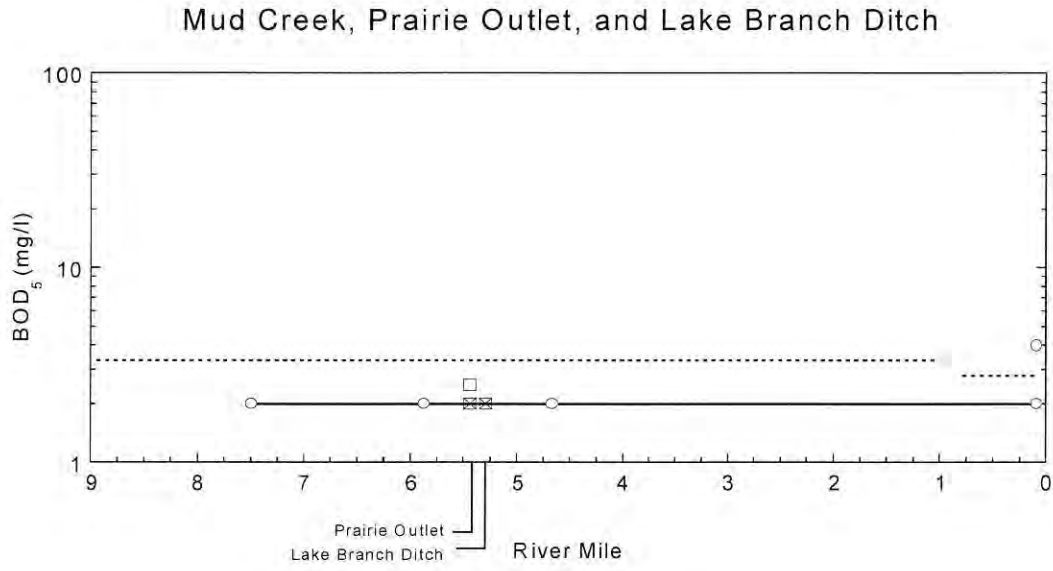 Mud Creek, Prairie Outlet, and Lake Branch Ditch
100
10
1
BOD5 (mg/l)
9 8 7 6 5 4 3 2 1 0
Prairie Outlet
Lake Branch Ditch
River Mile